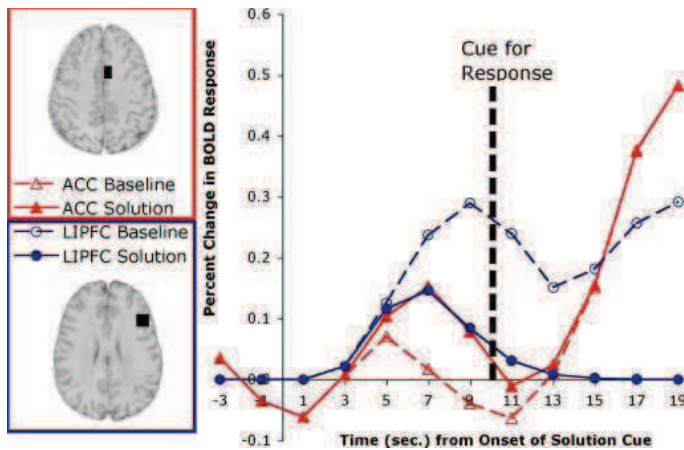 ACC Baseline
ACC Solution
LIPFC Baseline
LIPFC Solution
Percent Change in BOLD Response
0.6
0.5
0.4
0.3
0.2
0.1
-0.1
Cue for
Response
-3 -1 1 3 5 7 9 11 13 15 17 19
Time (sec.) from Onset of Solution Cue